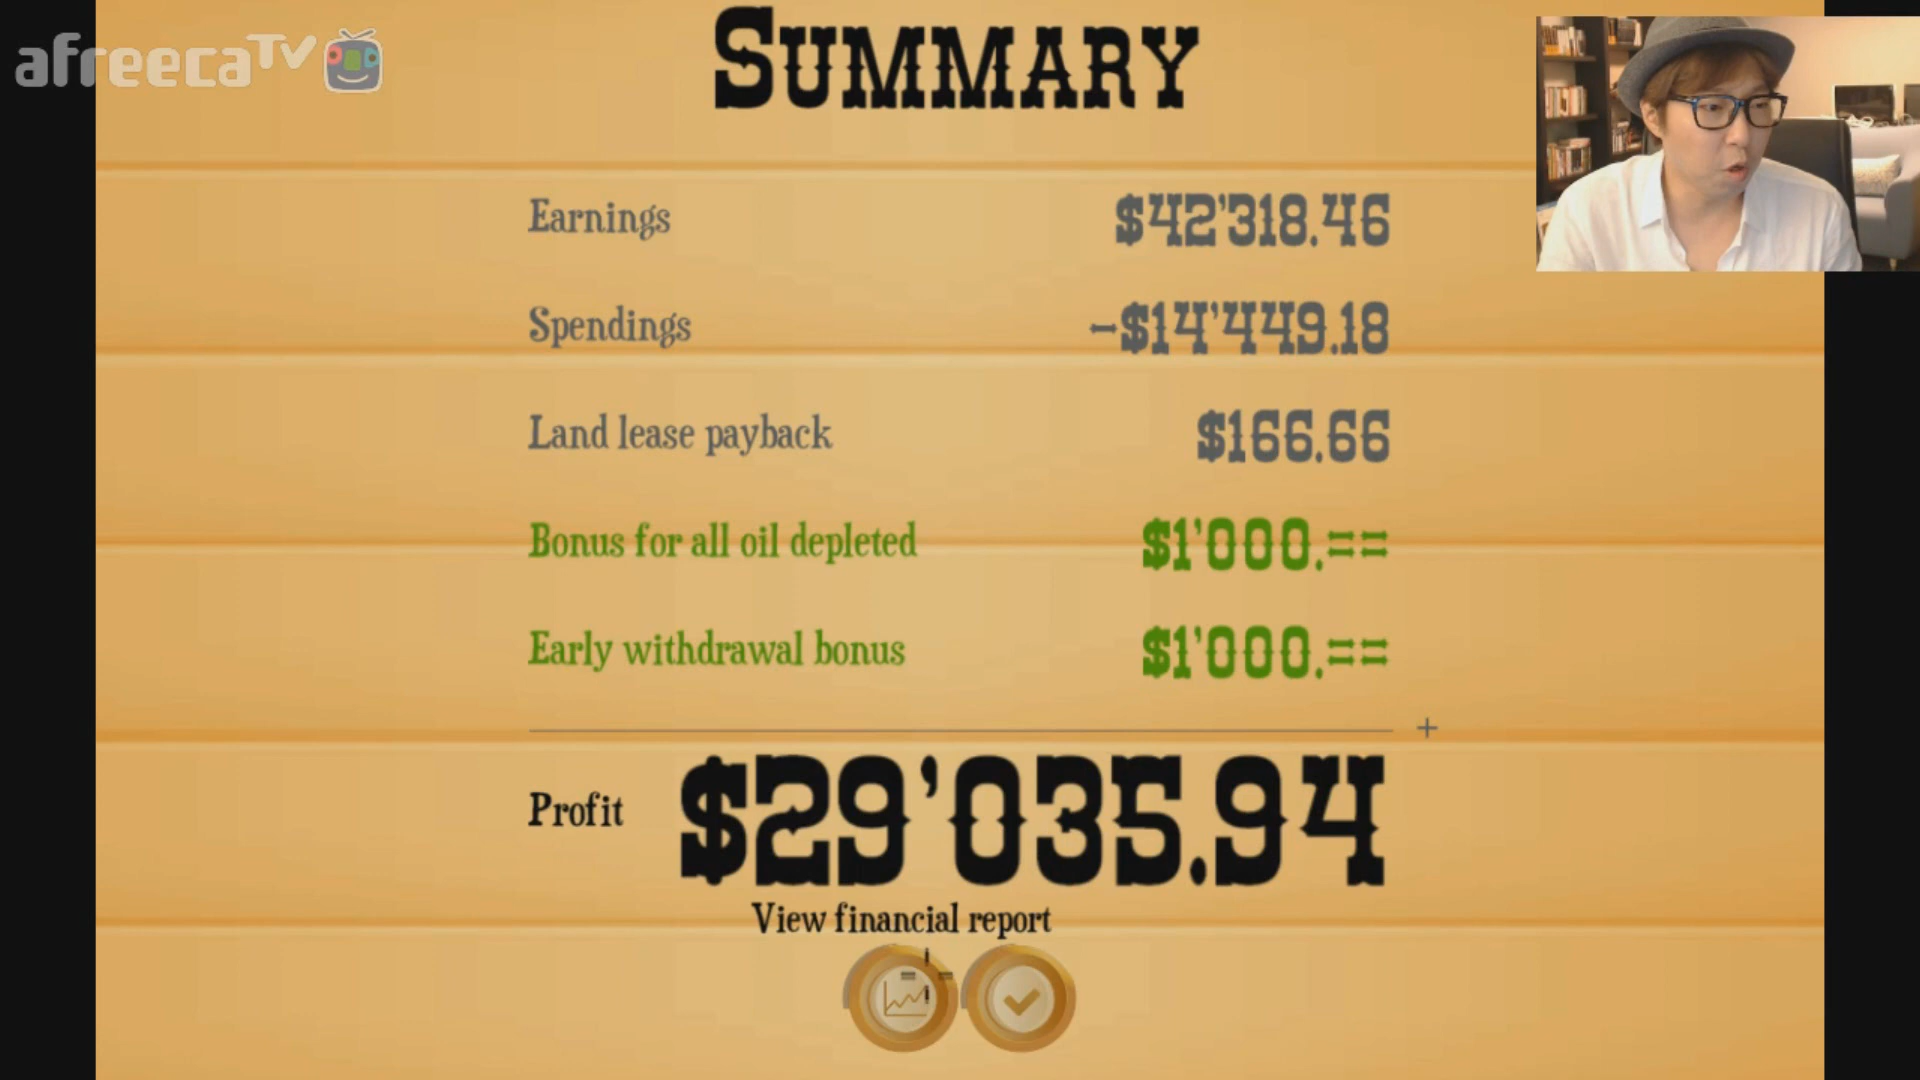 afreecaTV
SUMMARY
Earnings $42'318.46
Spendings -$14'449.18
Land lease payback $166.66
Bonus for all oil depleted $1'000.==
Early withdrawal bonus $1'000.==
+
Profit $29'035.94
View financial report